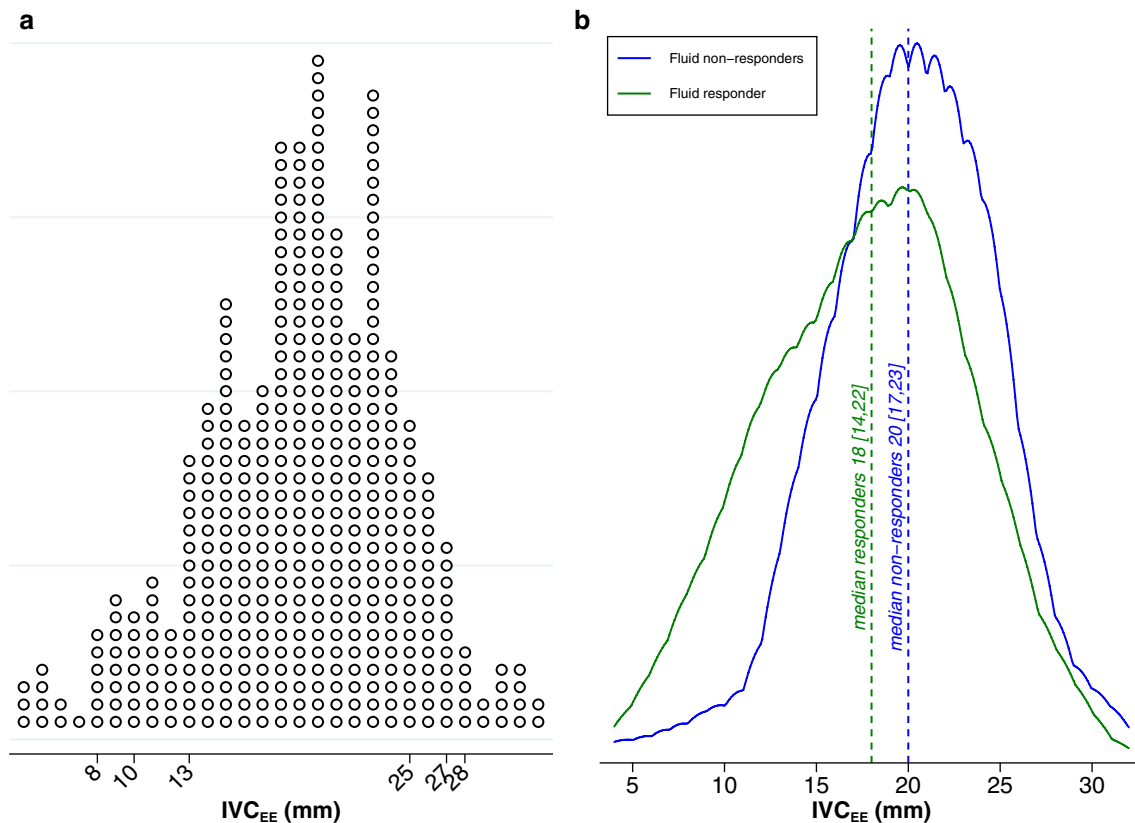 a
8 10 13 25 27 28
IVCEE (mm)
b
Fluid non−responders
Fluid responder
median responders 18 [14,22]
median non−responders 20 [17,23]
5 10 15 20 25 30
IVCEE (mm)